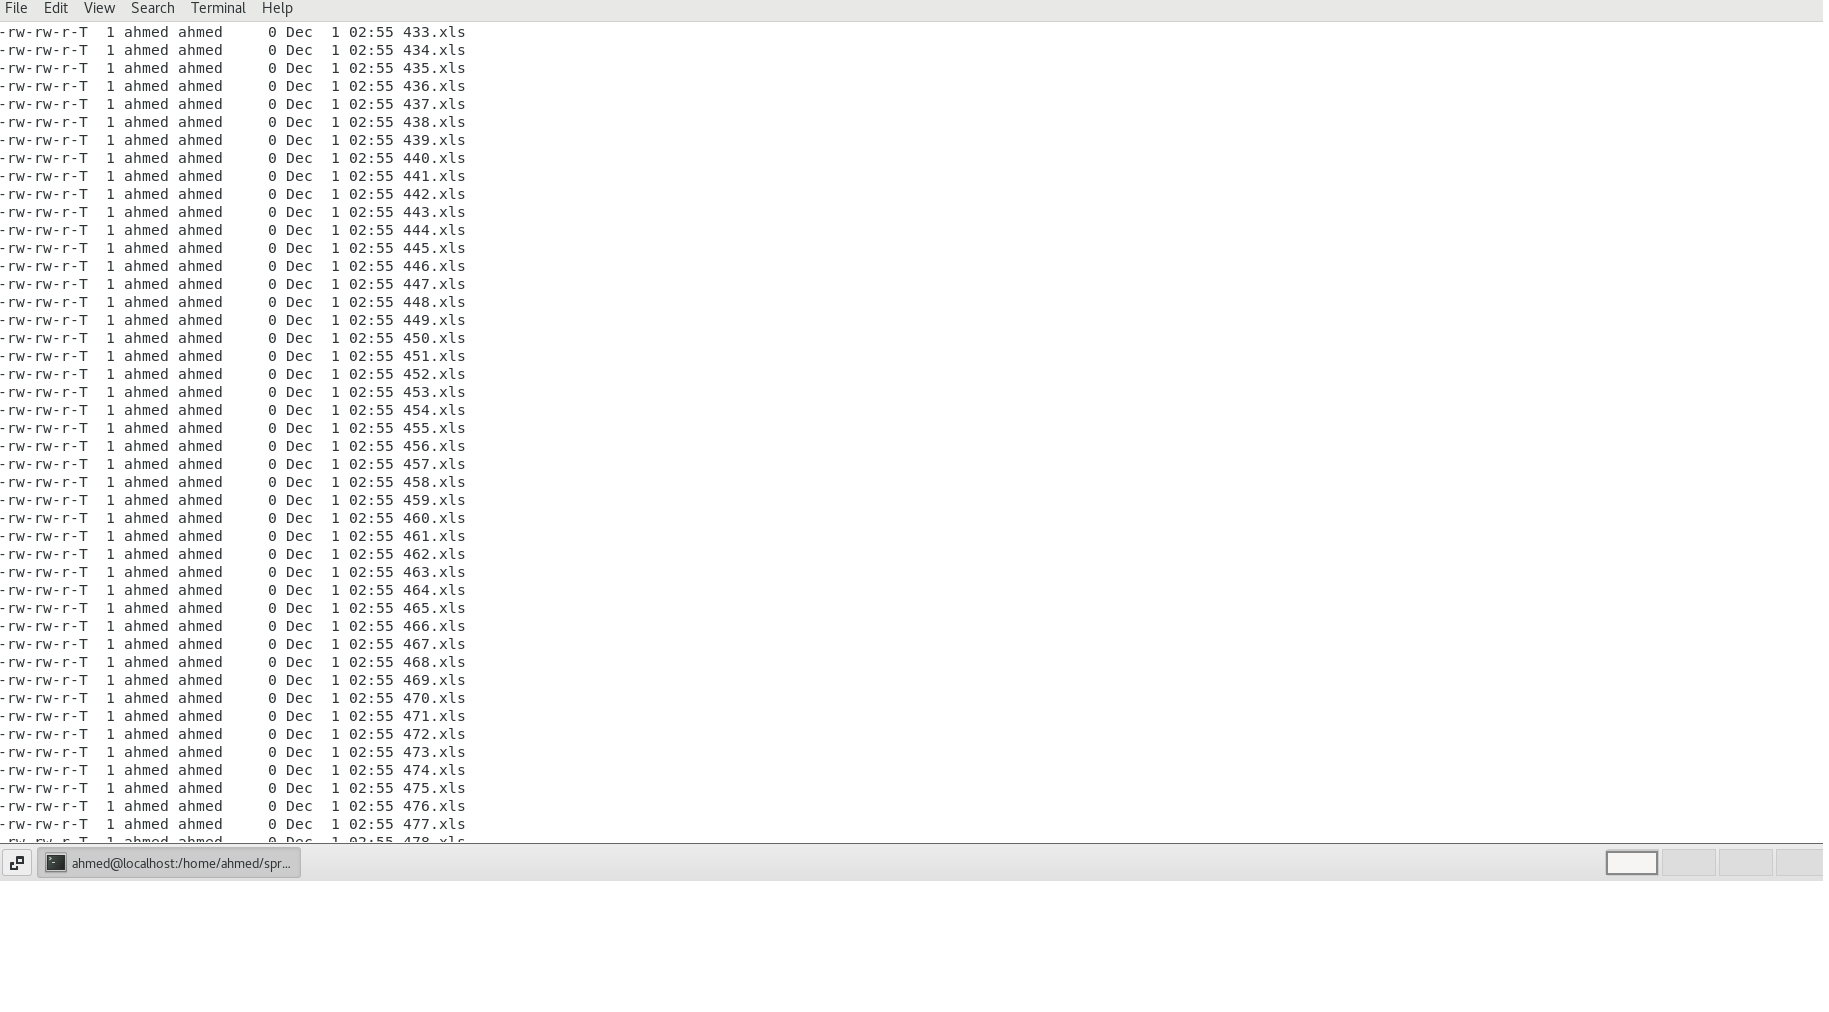 File Edit View Search Terminal Help
-rw-rw-r-T 1 ahmed ahmed 0 Dec 1 02:55 433.xls
-rw-rw-r-T 1 ahmed ahmed 0 Dec 1 02:55 434.xls
-rw-rw-r-T 1 ahmed ahmed 0 Dec 1 02:55 435.xls
-rw-rw-r-T 1 ahmed ahmed 0 Dec 1 02:55 436.xls
-rw-rw-r-T 1 ahmed ahmed 0 Dec 1 02:55 437.xls
-rw-rw-r-T 1 ahmed ahmed 0 Dec 1 02:55 438.xls
-rw-rw-r-T 1 ahmed ahmed 0 Dec 1 02:55 439.xls
-rw-rw-r-T 1 ahmed ahmed 0 Dec 1 02:55 440.xls
-rw-rw-r-T 1 ahmed ahmed 0 Dec 1 02:55 441.xls
-rw-rw-r-T 1 ahmed ahmed 0 Dec 1 02:55 442.xls
-rw-rw-r-T 1 ahmed ahmed 0 Dec 1 02:55 443.xls
-rw-rw-r-T 1 ahmed ahmed 0 Dec 1 02:55 444.xls
-rw-rw-r-T 1 ahmed ahmed 0 Dec 1 02:55 445.xls
-rw-rw-r-T 1 ahmed ahmed 0 Dec 1 02:55 446.xls
-rw-rw-r-T 1 ahmed ahmed 0 Dec 1 02:55 447.xls
-rw-rw-r-T 1 ahmed ahmed 0 Dec 1 02:55 448.xls
-rw-rw-r-T 1 ahmed ahmed 0 Dec 1 02:55 449.xls
-rw-rw-r-T 1 ahmed ahmed 0 Dec 1 02:55 450.xls
-rw-rw-r-T 1 ahmed ahmed 0 Dec 1 02:55 451.xls
-rw-rw-r-T 1 ahmed ahmed 0 Dec 1 02:55 452.xls
-rw-rw-r-T 1 ahmed ahmed 0 Dec 1 02:55 453.xls
-rw-rw-r-T 1 ahmed ahmed 0 Dec 1 02:55 454.xls
-rw-rw-r-T 1 ahmed ahmed 0 Dec 1 02:55 455.xls
-rw-rw-r-T 1 ahmed ahmed 0 Dec 1 02:55 456.xls
-rw-rw-r-T 1 ahmed ahmed 0 Dec 1 02:55 457.xls
-rw-rw-r-T 1 ahmed ahmed 0 Dec 1 02:55 458.xls
-rw-rw-r-T 1 ahmed ahmed 0 Dec 1 02:55 459.xls
-rw-rw-r-T 1 ahmed ahmed 0 Dec 1 02:55 460.xls
-rw-rw-r-T 1 ahmed ahmed 0 Dec 1 02:55 461.xls
-rw-rw-r-T 1 ahmed ahmed 0 Dec 1 02:55 462.xls
-rw-rw-r-T 1 ahmed ahmed 0 Dec 1 02:55 463.xls
-rw-rw-r-T 1 ahmed ahmed 0 Dec 1 02:55 464.xls
-rw-rw-r-T 1 ahmed ahmed 0 Dec 1 02:55 465.xls
-rw-rw-r-T 1 ahmed ahmed 0 Dec 1 02:55 466.xls
-rw-rw-r-T 1 ahmed ahmed 0 Dec 1 02:55 467.xls
-rw-rw-r-T 1 ahmed ahmed 0 Dec 1 02:55 468.xls
-rw-rw-r-T 1 ahmed ahmed 0 Dec 1 02:55 469.xls
-rw-rw-r-T 1 ahmed ahmed 0 Dec 1 02:55 470.xls
-rw-rw-r-T 1 ahmed ahmed 0 Dec 1 02:55 471.xls
-rw-rw-r-T 1 ahmed ahmed 0 Dec 1 02:55 472.xls
-rw-rw-r-T 1 ahmed ahmed 0 Dec 1 02:55 473.xls
-rw-rw-r-T 1 ahmed ahmed 0 Dec 1 02:55 474.xls
-rw-rw-r-T 1 ahmed ahmed 0 Dec 1 02:55 475.xls
-rw-rw-r-T 1 ahmed ahmed 0 Dec 1 02:55 476.xls
-rw-rw-r-T 1 ahmed ahmed 0 Dec 1 02:55 477.xls
-rw-rw-r-T 1 ahmed ahmed 0 Dec 1 02:55 478.xls
ahmed@localhost:/home/ahmed/spr...